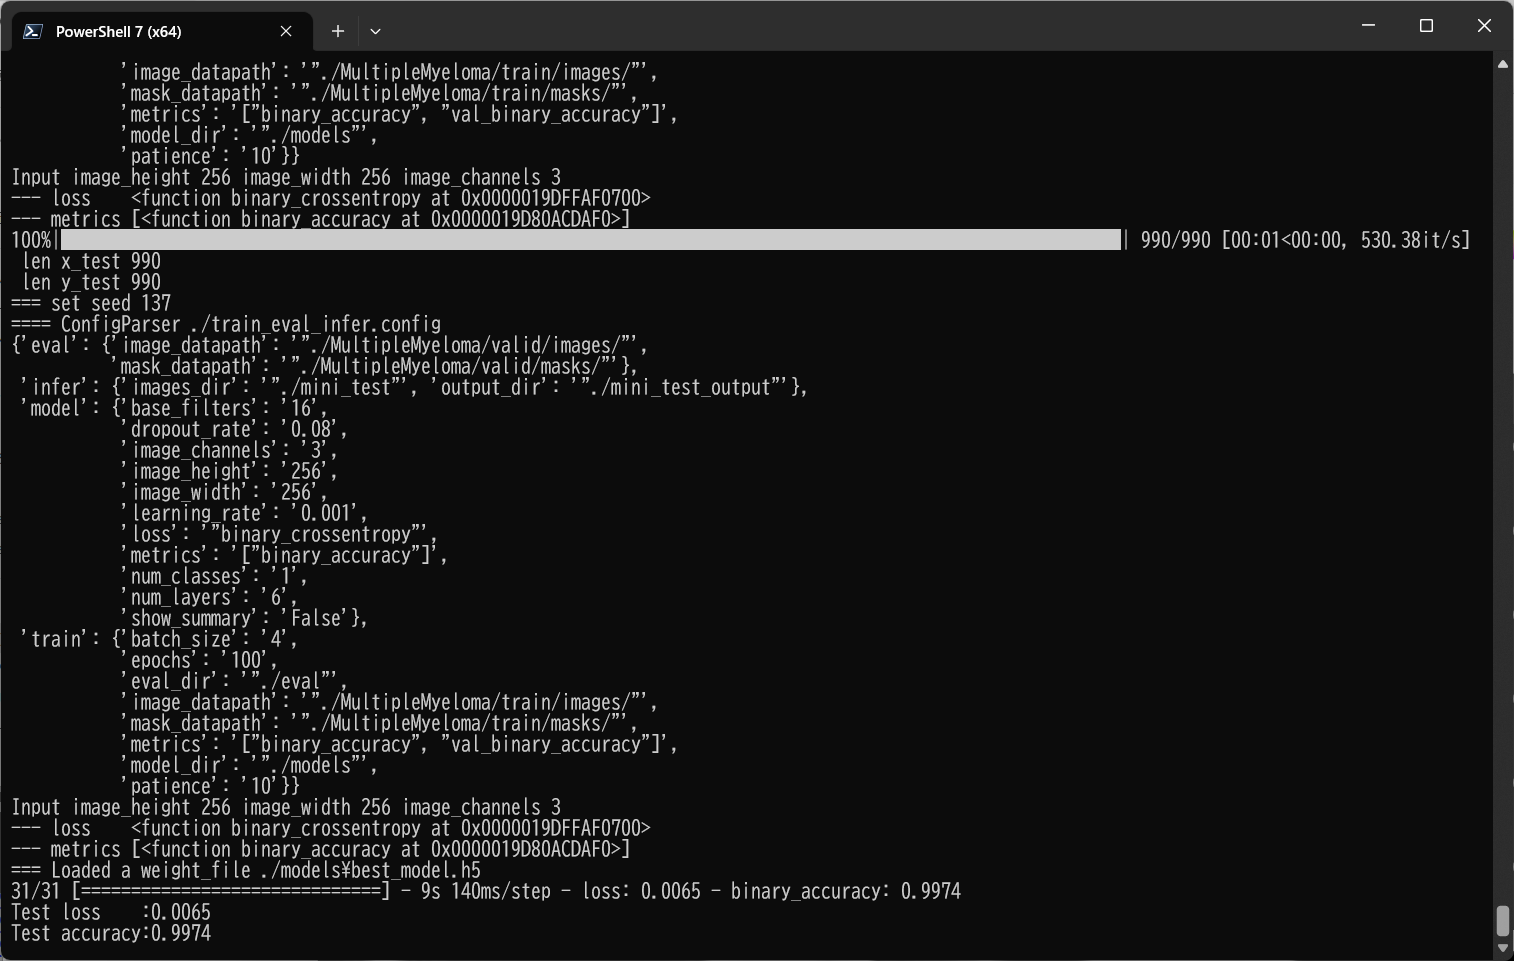 PowerShell 7 (x64)
'image_datapath': '"./MultipleMyeloma/train/images/"',
'mask_datapath': '"./MultipleMyeloma/train/masks/"',
'metrics': '["binary_accuracy", "val_binary_accuracy"]',
'model_dir': '"./models"',
'patience': '10'}}
Input image_height 256 image_width 256 image_channels 3
--- loss    <function binary_crossentropy at 0x0000019DFFAF0700>
--- metrics [<function binary_accuracy at 0x0000019D80ACDAF0>]
100%| | 990/990 [00:01<00:00, 530.38it/s]
len x_test 990
len y_test 990
=== set seed 137
==== ConfigParser ./train_eval_infer.config
{'eval': {'image_datapath': '"./MultipleMyeloma/valid/images/"',
'mask_datapath': '"./MultipleMyeloma/valid/masks/"'},
'infer': {'images_dir': '"./mini_test"', 'output_dir': '"./mini_test_output"'},
'model': {'base_filters': '16',
'dropout_rate': '0.08',
'image_channels': '3',
'image_height': '256',
'image_width': '256',
'learning_rate': '0.001',
'loss': '"binary_crossentropy"',
'metrics': '["binary_accuracy"]',
'num_classes': '1',
'num_layers': '6',
'show_summary': 'False'},
'train': {'batch_size': '4',
'epochs': '100',
'eval_dir': '"./eval"',
'image_datapath': '"./MultipleMyeloma/train/images/"',
'mask_datapath': '"./MultipleMyeloma/train/masks/"',
'metrics': '["binary_accuracy", "val_binary_accuracy"]',
'model_dir': '"./models"',
'patience': '10'}}
Input image_height 256 image_width 256 image_channels 3
--- loss    <function binary_crossentropy at 0x0000019DFFAF0700>
--- metrics [<function binary_accuracy at 0x0000019D80ACDAF0>]
=== Loaded a weight_file ./models¥best_model.h5
31/31 [==============================] - 9s 140ms/step - loss: 0.0065 - binary_accuracy: 0.9974
Test loss    :0.0065
Test accuracy:0.9974